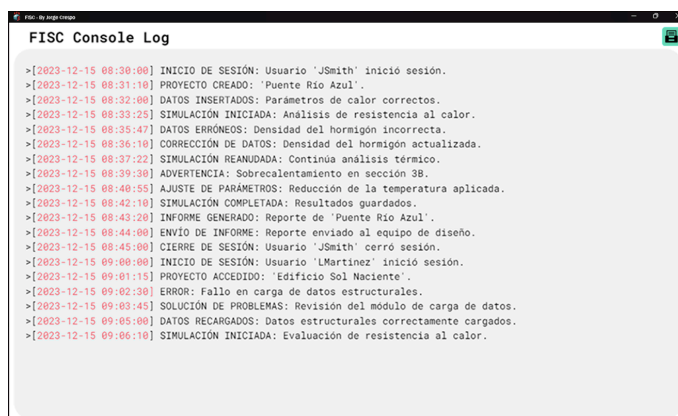 FISC - By Jorge Crespo
FISC Console Log
>[2023-12-15 08:30:00] INICIO DE SESIÓN: Usuario 'JSmith' inició sesión.
>[2023-12-15 08:31:10] PROYECTO CREADO: 'Puente Río Azul'.
>[2023-12-15 08:32:00] DATOS INSERTADOS: Parámetros de calor correctos.
>[2023-12-15 08:33:25] SIMULACIÓN INICIADA: Análisis de resistencia al calor.
>[2023-12-15 08:35:47] DATOS ERRÓNEOS: Densidad del hormigón incorrecta.
>[2023-12-15 08:36:10] CORRECCIÓN DE DATOS: Densidad del hormigón actualizada.
>[2023-12-15 08:37:22] SIMULACIÓN REANUDADA: Continúa análisis térmico.
>[2023-12-15 08:39:30] ADVERTENCIA: Sobrecalentamiento en sección 3B.
>[2023-12-15 08:40:55] AJUSTE DE PARÁMETROS: Reducción de la temperatura aplicada.
>[2023-12-15 08:42:10] SIMULACIÓN COMPLETADA: Resultados guardados.
>[2023-12-15 08:43:20] INFORME GENERADO: Reporte de 'Puente Río Azul'.
>[2023-12-15 08:44:00] ENVÍO DE INFORME: Reporte enviado al equipo de diseño.
>[2023-12-15 08:45:00] CIERRE DE SESIÓN: Usuario 'JSmith' cerró sesión.
>[2023-12-15 09:00:00] INICIO DE SESIÓN: Usuario 'LMartinez' inició sesión.
>[2023-12-15 09:01:15] PROYECTO ACCEDIDO: 'Edificio Sol Naciente'.
>[2023-12-15 09:02:30] ERROR: Fallo en carga de datos estructurales.
>[2023-12-15 09:03:45] SOLUCIÓN DE PROBLEMAS: Revisión del módulo de carga de datos.
>[2023-12-15 09:05:00] DATOS RECARGADOS: Datos estructurales correctamente cargados.
>[2023-12-15 09:06:10] SIMULACIÓN INICIADA: Evaluación de resistencia al calor.